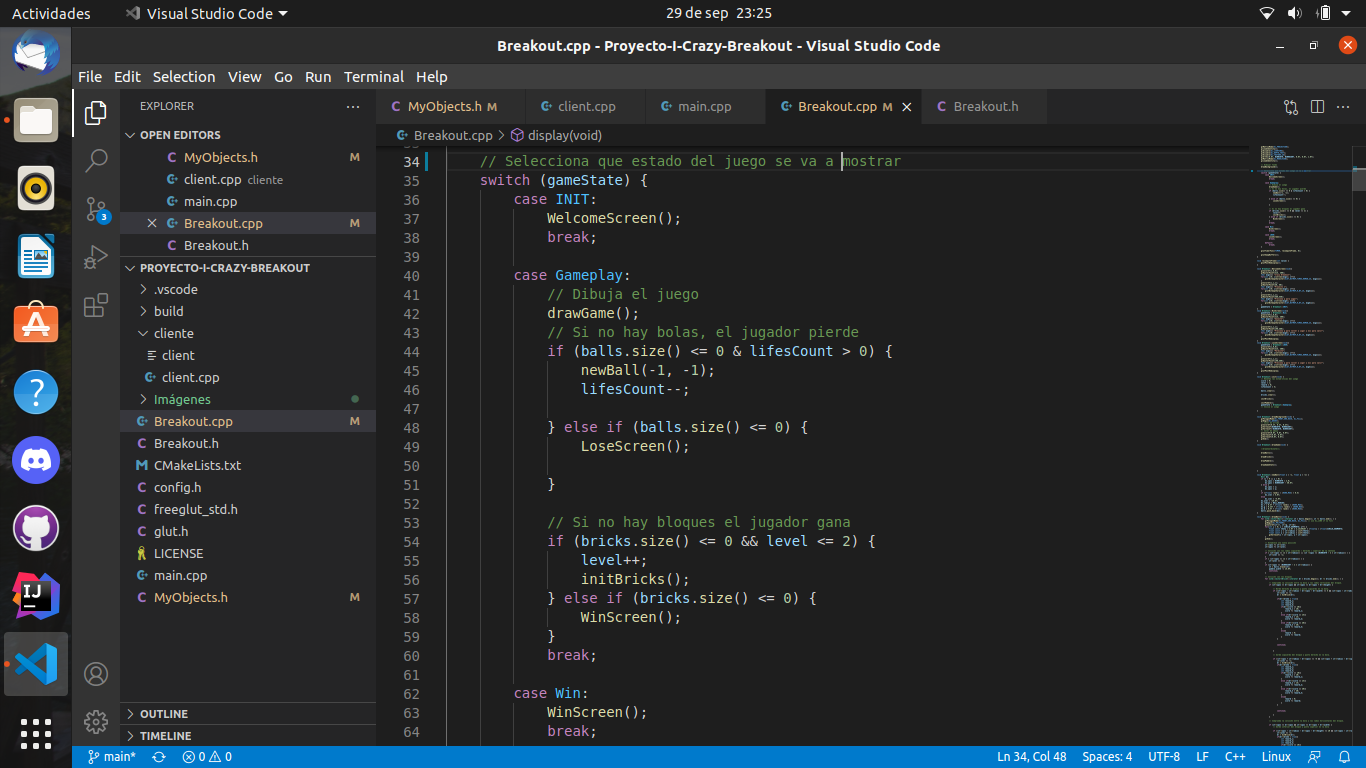 Actividades
Visual Studio Code
29 de sep 23:25
Breakout.cpp - Proyecto-I-Crazy-Breakout - Visual Studio Code
File Edit Selection View Go Run Terminal Help
EXPLORER
OPEN EDITORS
MyObjects.h M
client.cpp cliente
main.cpp
Breakout.cpp M
Breakout.h
3
PROYECTO-I-CRAZY-BREAKOUT
.vscode
build
cliente
client
client.cpp
Imágenes
Breakout.cpp M
Breakout.h
CMakeLists.txt
config.h
freeglut_std.h
glut.h
LICENSE
main.cpp
MyObjects.h M
OUTLINE
TIMELINE
MyObjects.h M client.cpp main.cpp Breakout.cpp M Breakout.h
Breakout.cpp > display(void)
34 // Selecciona que estado del juego se va a mostrar
35 switch (gameState) {
36 case INIT:
37 WelcomeScreen();
38 break;
39
40 case Gameplay:
41 // Dibuja el juego
42 drawGame();
43 // Si no hay bolas, el jugador pierde
44 if (balls.size() <= 0 & lifesCount > 0) {
45 newBall(-1, -1);
46 lifesCount--;
47
48 } else if (balls.size() <= 0) {
49 LoseScreen();
50
51 }
52
53 // Si no hay bloques el jugador gana
54 if (bricks.size() <= 0 && level <= 2) {
55 level++;
56 initBricks();
57 } else if (bricks.size() <= 0) {
58 WinScreen();
59 }
60 break;
61
62 case Win:
63 WinScreen();
64 break;
main* 0 0 Ln 34, Col 48 Spaces: 4 UTF-8 LF C++ Linux